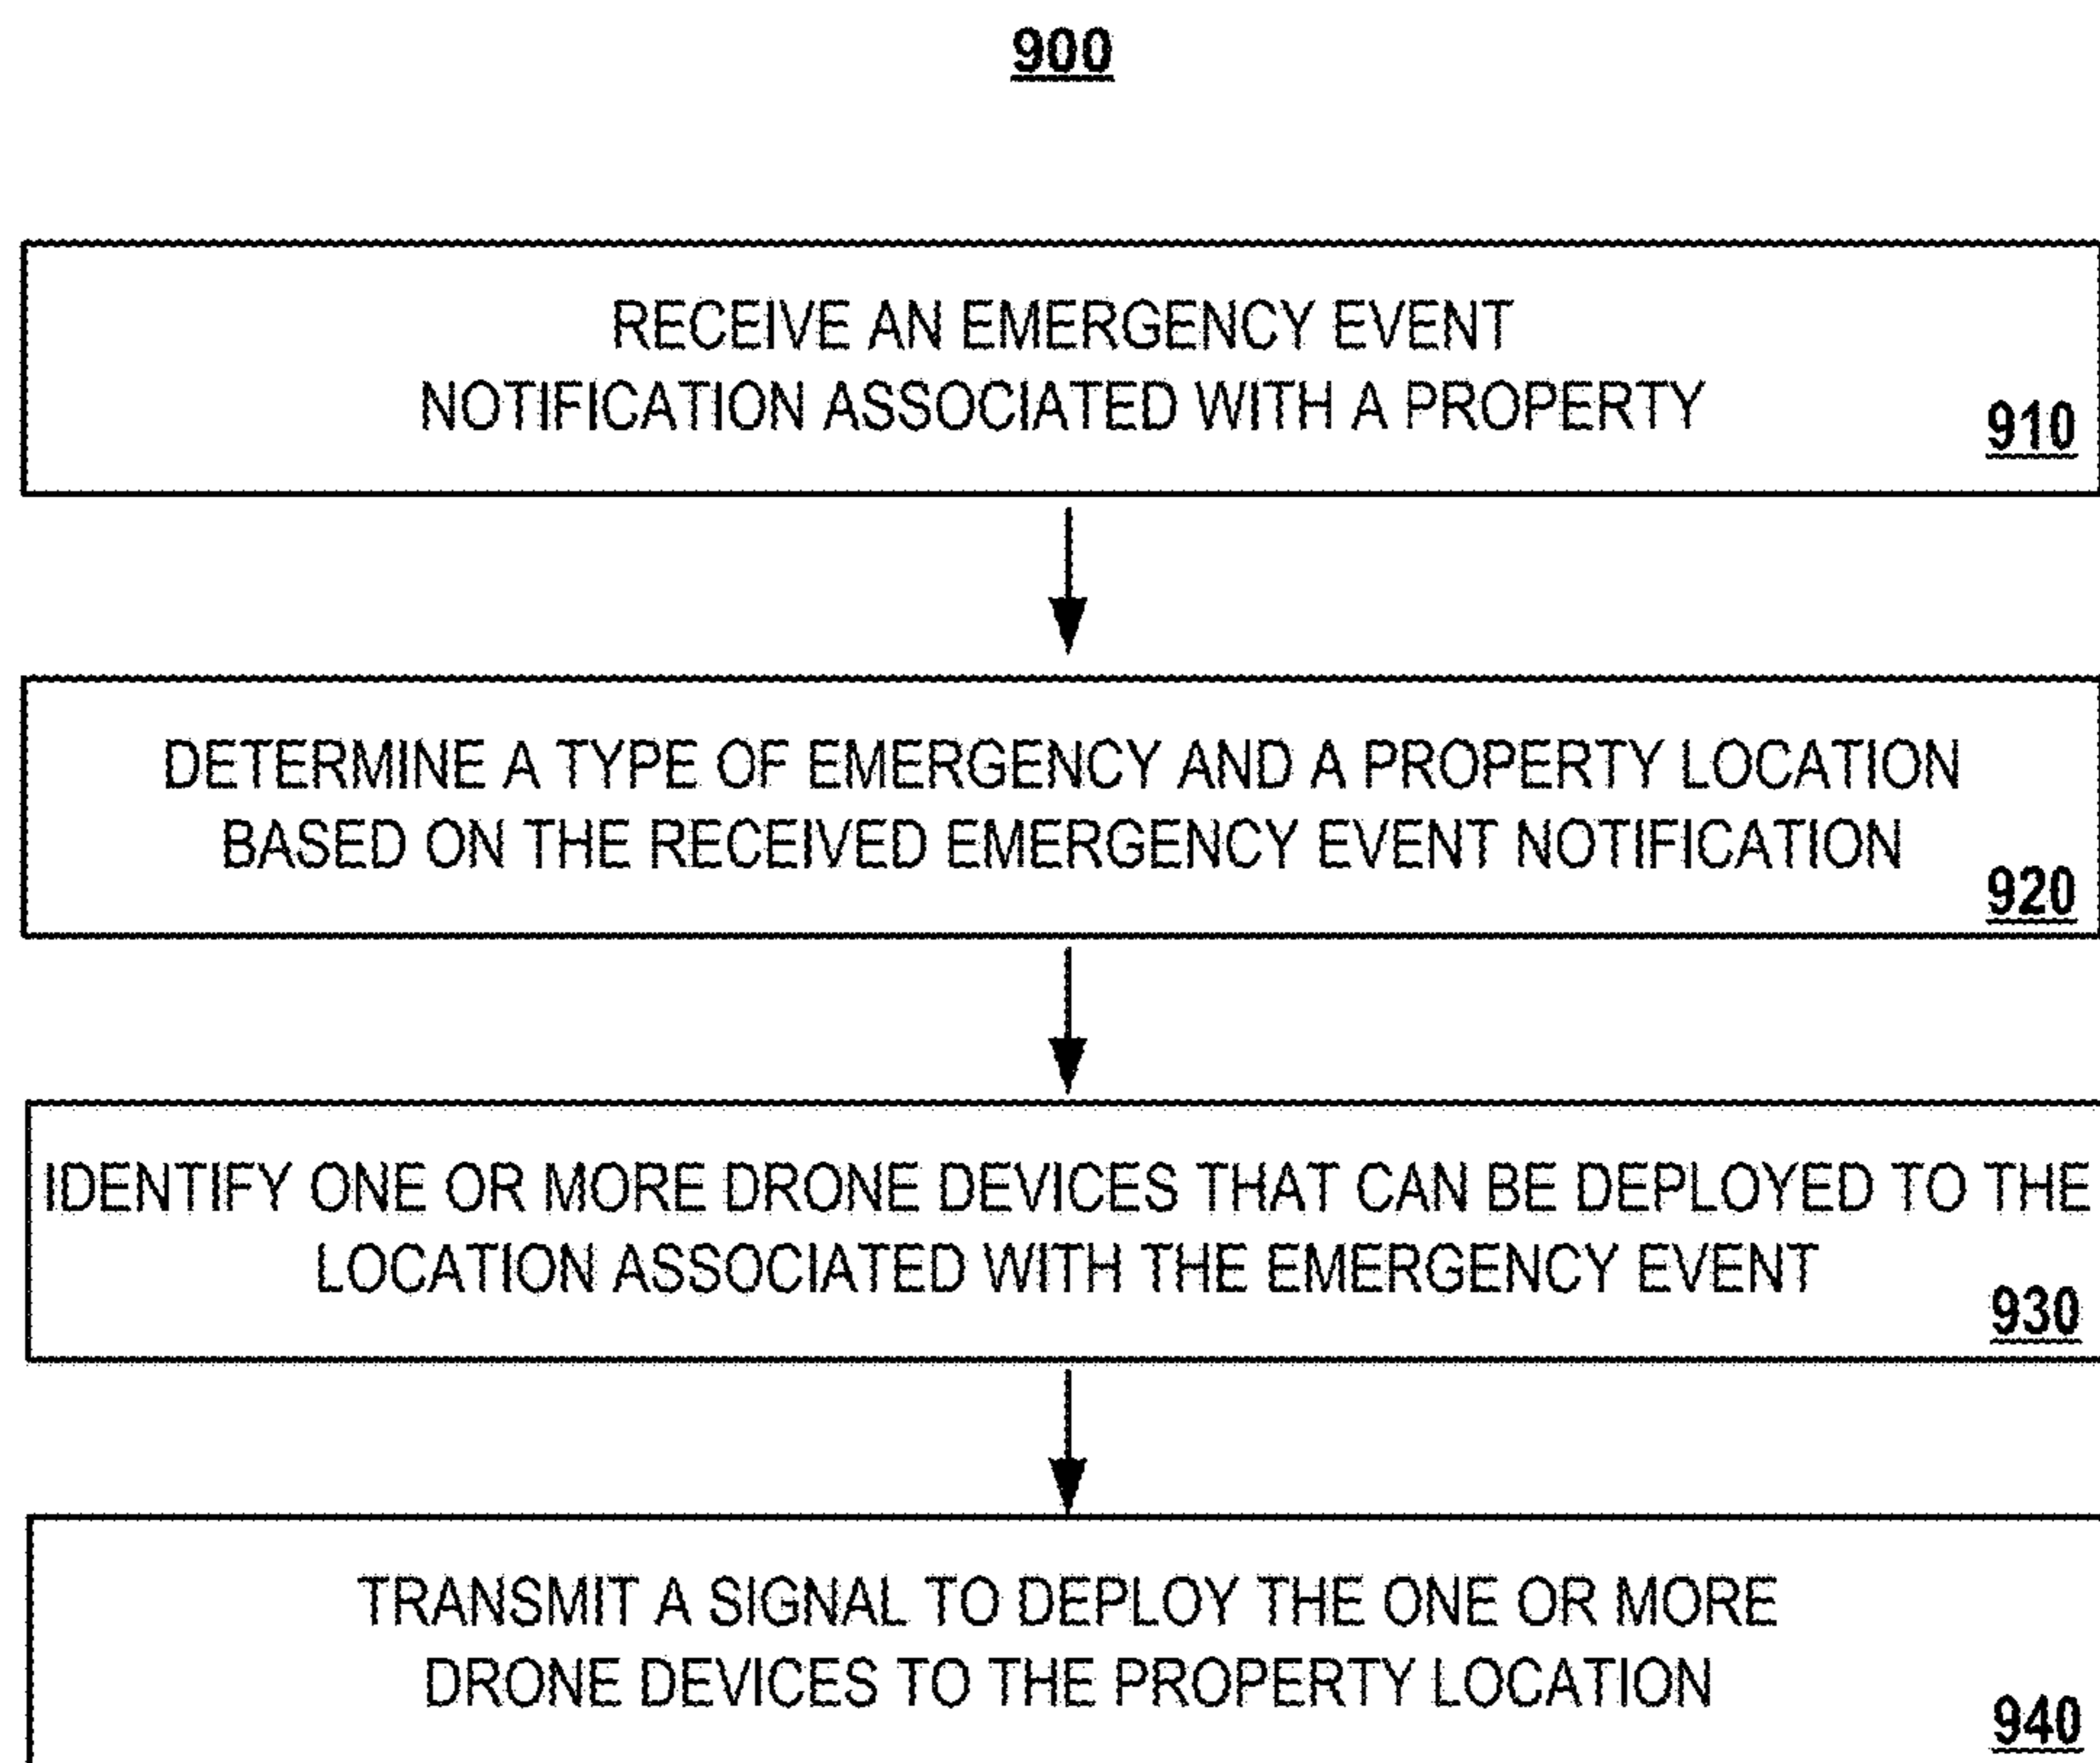 900
RECEIVE AN EMERGENCY EVENT
NOTIFICATION ASSOCIATED WITH A PROPERTY
910
DETERMINE A TYPE OF EMERGENCY AND A PROPERTY LOCATION
BASED ON THE RECEIVED EMERGENCY EVENT NOTIFICATION
920
IDENTIFY ONE OR MORE DRONE DEVICES THAT CAN BE DEPLOYED TO THE
LOCATION ASSOCIATED WITH THE EMERGENCY EVENT
930
TRANSMIT A SIGNAL TO DEPLOY THE ONE OR MORE
DRONE DEVICES TO THE PROPERTY LOCATION
940